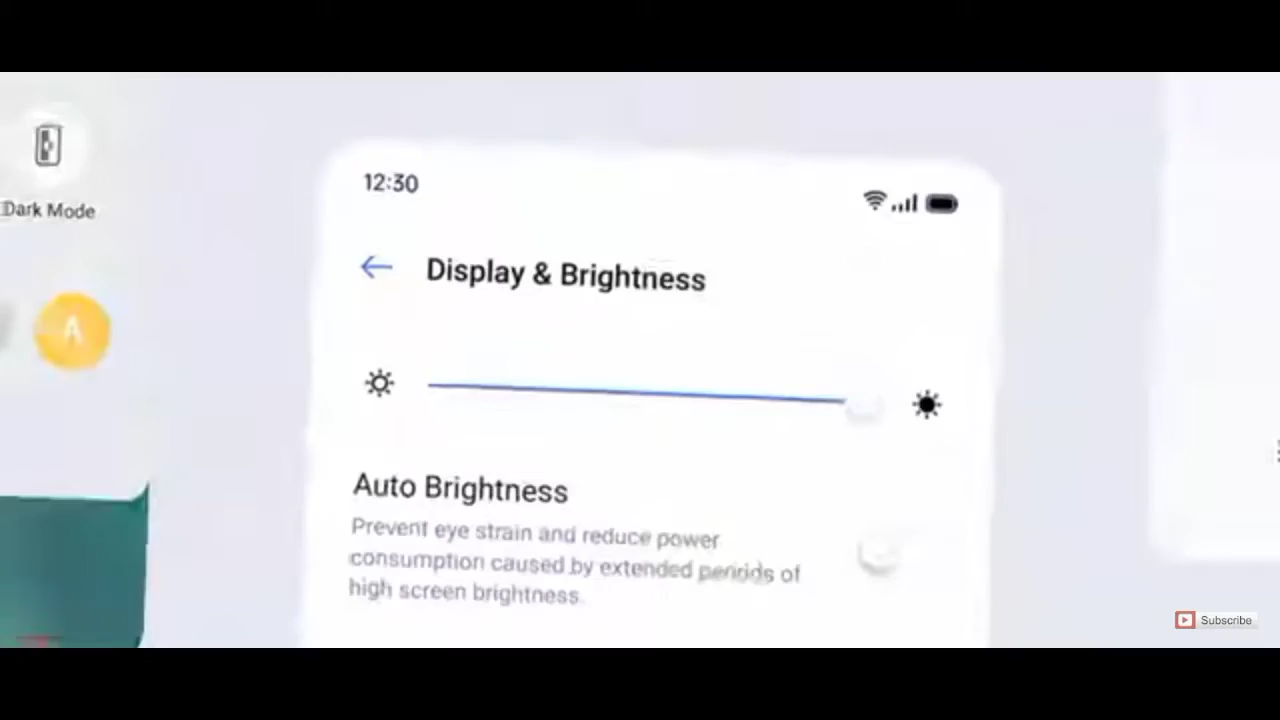 Dark Mode
A
12:30
Display & Brightness
Auto Brightness
Prevent eye strain and reduce power
consumption caused by extended periods of
high screen brightness.
Subscribe